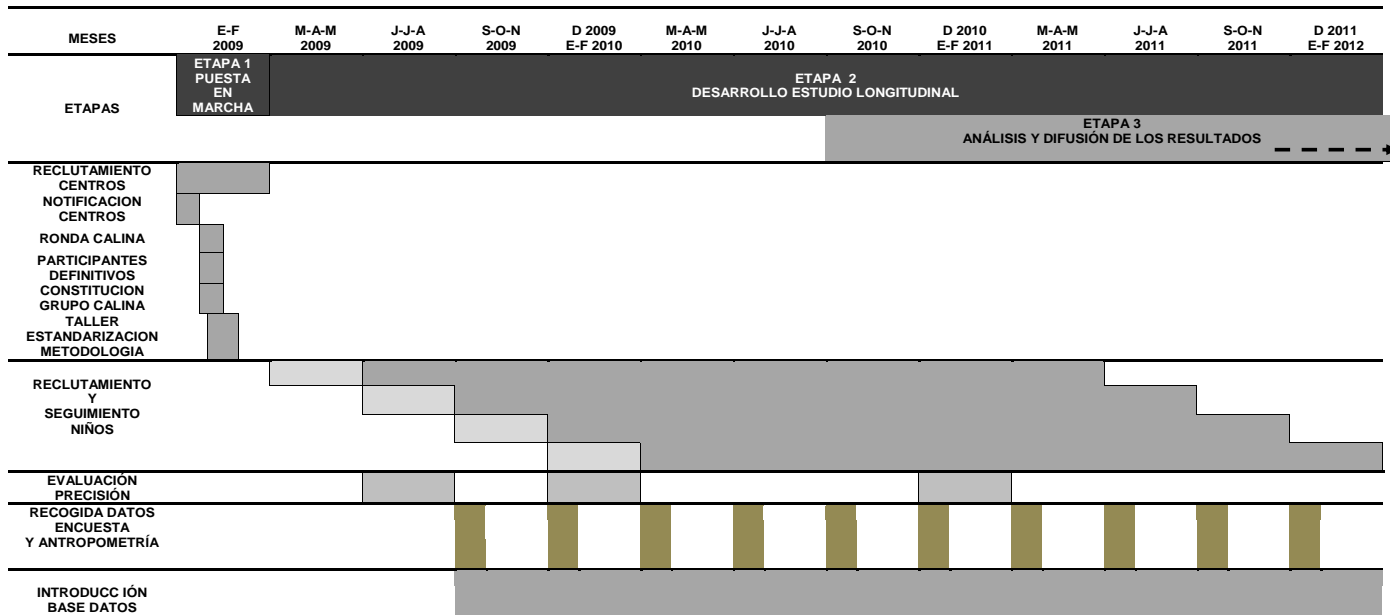 MESES
E-F
2009
M-A-M
2009
J-J-A
2009
S-O-N
2009
D 2009
E-F 2010
M-A-M
2010
J-J-A
2010
S-O-N
2010
D 2010
E-F 2011
M-A-M
2011
J-J-A
2011
S-O-N
2011
D 2011
E-F 2012
ETAPAS
ETAPA 1
PUESTA
EN
MARCHA
ETAPA 2
DESARROLLO ESTUDIO LONGITUDINAL
ETAPA 3
ANÁLISIS Y DIFUSIÓN DE LOS RESULTADOS
RECLUTAMIENTO
CENTROS
NOTIFICACION
CENTROS
RONDA CALINA
PARTICIPANTES
DEFINITIVOS
CONSTITUCION
GRUPO CALINA
TALLER
ESTANDARIZACION
METODOLOGIA
RECLUTAMIENTO
Y
SEGUIMIENTO
NIÑOS
EVALUACIÓN
PRECISIÓN
RECOGIDA DATOS
ENCUESTA
Y ANTROPOMETRÍA
INTRODUCC IÓN
BASE DATOS